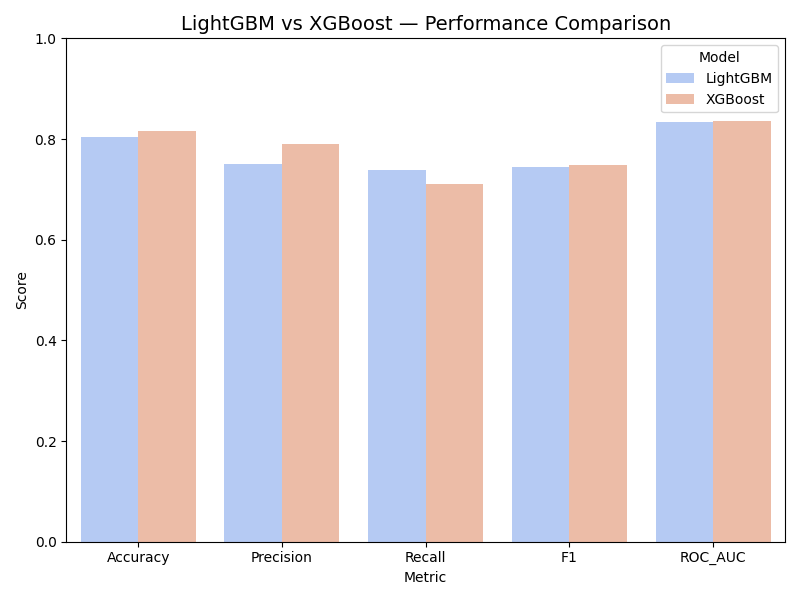 LightGBM vs XGBoost — Performance Comparison
Model
LightGBM
XGBoost
Score
1.0
0.8
0.6
0.4
0.2
0.0
Accuracy
Precision
Recall
F1
ROC_AUC
Metric